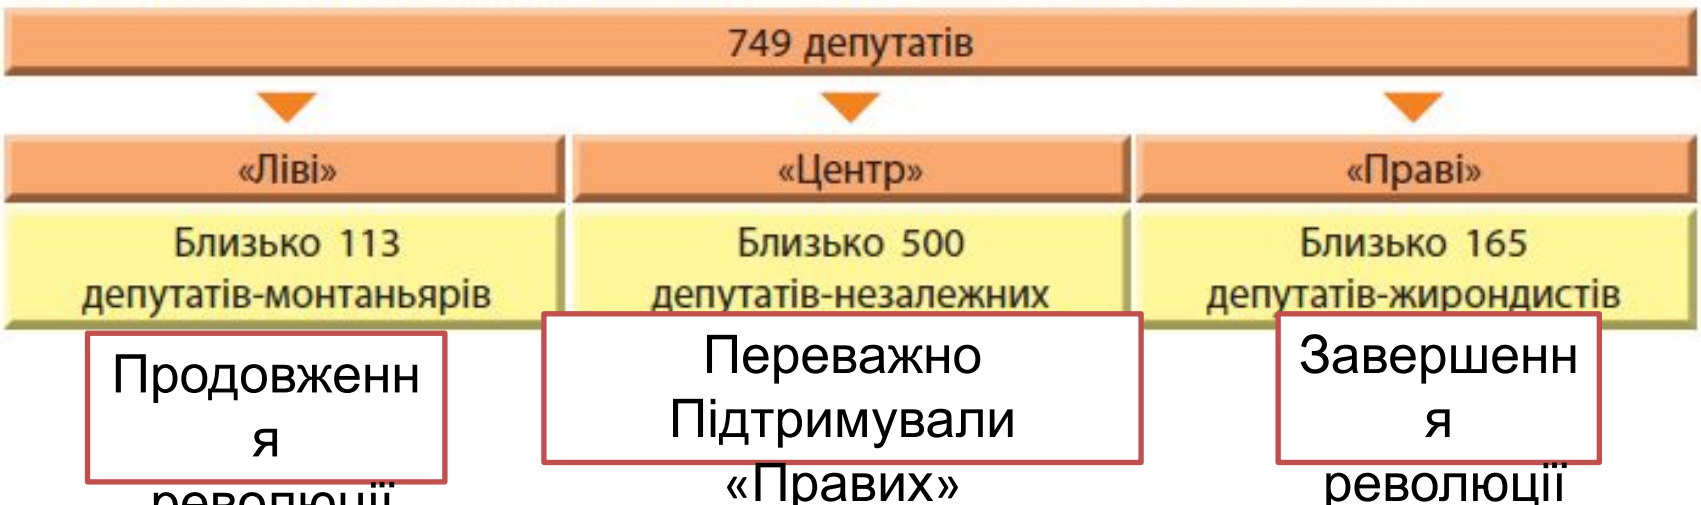 749 депутатів
«Ліві»
«Центр»
«Праві»
Близько 113
депутатів-монтаньярів
Близько 500
депутатів-незалежних
Близько 165
депутатів-жирондистів
Продовженн
я
революції
Переважно
Підтримували
«Правих»
Завершенн
я
революції